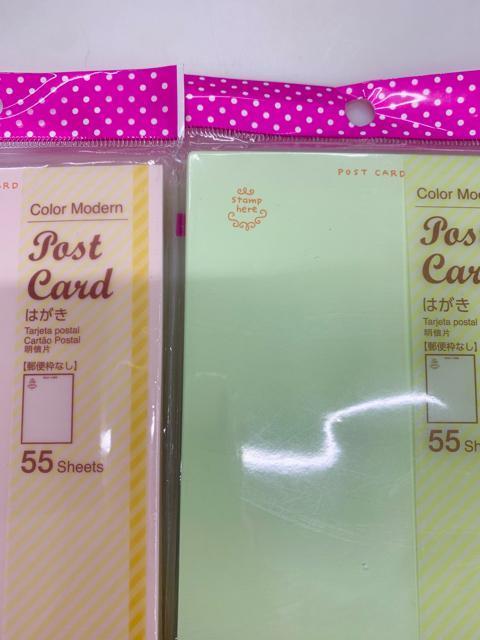 ARD
Color Modern
Post
Card
はがき
Tarjeta postal
Cartão Postal
明信片
【郵便枠なし】
55 Sheets
POST CARD
stamp
here
Color Mo
Pos
Car
はがき
Tarjeta postal
Cartão Postal
明信片
【郵便枠なし】
55 Sh